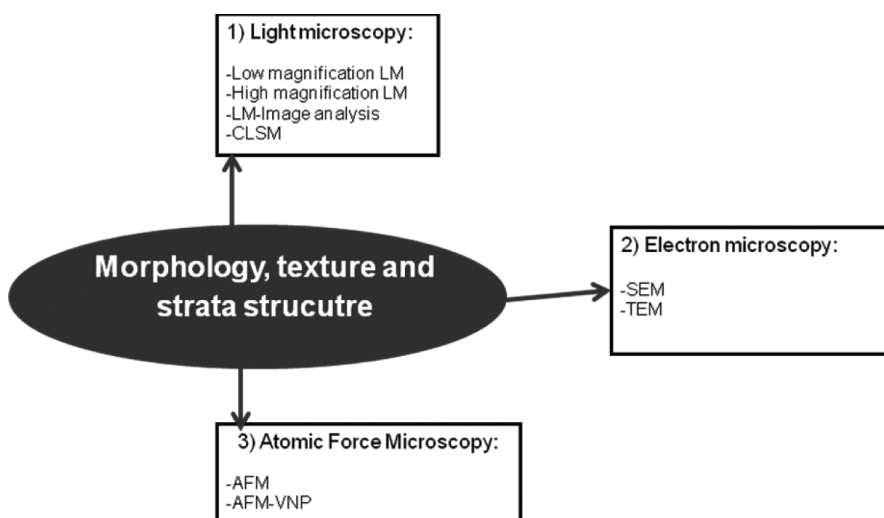 1) Light microscopy:
-Low magnification LM
-High magnification LM
-LM-Image analysis
-CLSM
Morphology, texture and
strata strucutre
2) Electron microscopy:
-SEM
-TEM
3) Atomic Force Microscopy:
-AFM
-AFM-VNP